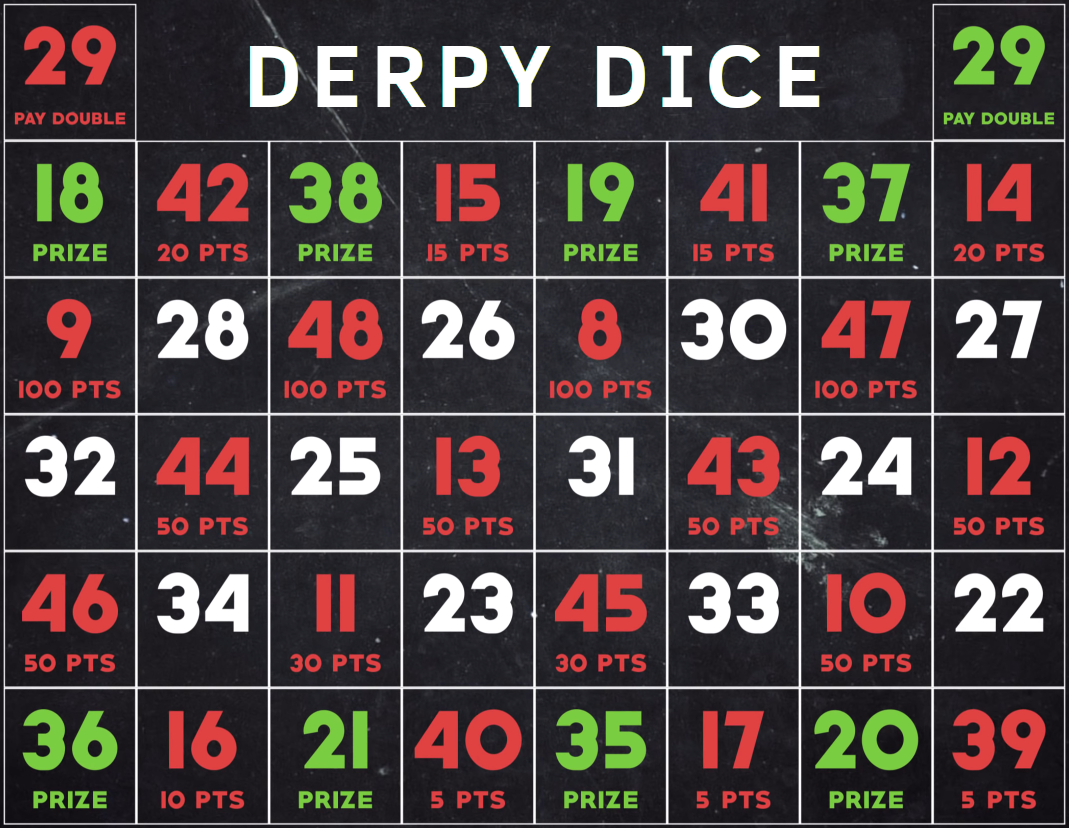 29 DERPY DICE 29
PAY DOUBLE PAY DOUBLE
18 42 38 15 19 41 37 14
PRIZE 20 PTS PRIZE 15 PTS PRIZE 15 PTS PRIZE 20 PTS
9 28 48 26 8 30 47 27
100 PTS 100 PTS 100 PTS 100 PTS
32 44 25 13 31 43 24 12
50 PTS 50 PTS 50 PTS 50 PTS
46 34 11 23 45 33 10 22
50 PTS 30 PTS 30 PTS 50 PTS
36 16 21 40 35 17 20 39
PRIZE 10 PTS PRIZE 5 PTS PRIZE 5 PTS PRIZE 5 PTS